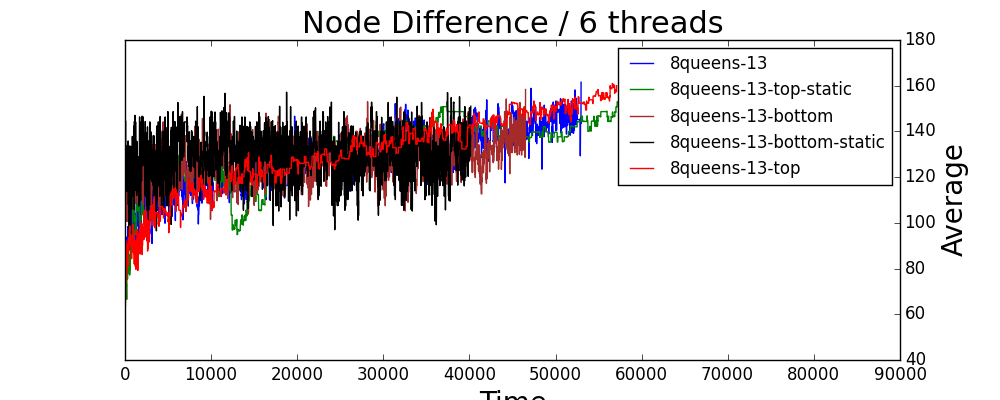 Node Difference / 6 threads
180
160
140
120
100
80
60
40
Average
8queens-13
8queens-13-top-static
8queens-13-bottom
8queens-13-bottom-static
8queens-13-top
0 10000 20000 30000 40000 50000 60000 70000 80000 90000
Time